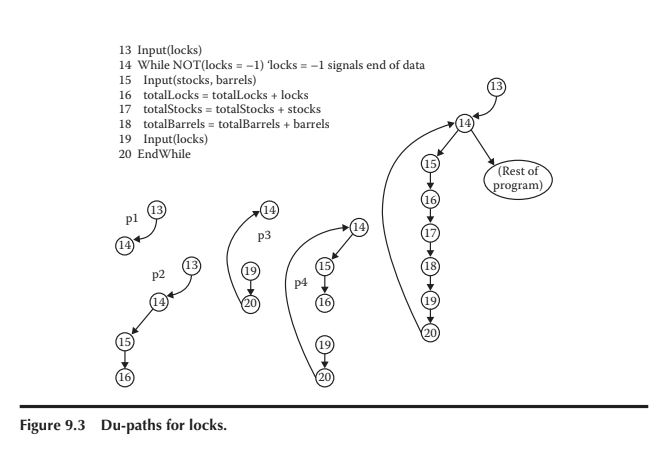 13 Input(locks)
14 While NOT(locks = –1) ‘locks = –1 signals end of data
15 Input(stocks, barrels)
16 totalLocks = totalLocks + locks
17 totalStocks = totalStocks + stocks
18 totalBarrels = totalBarrels + barrels
19 Input(locks)
20 EndWhile
13
14
15
(Rest of
program)
16
17
18
19
20
p1
13
14
p2
13
14
15
16
14
p3
19
20
14
15
p4
16
19
20
Figure 9.3 Du-paths for locks.